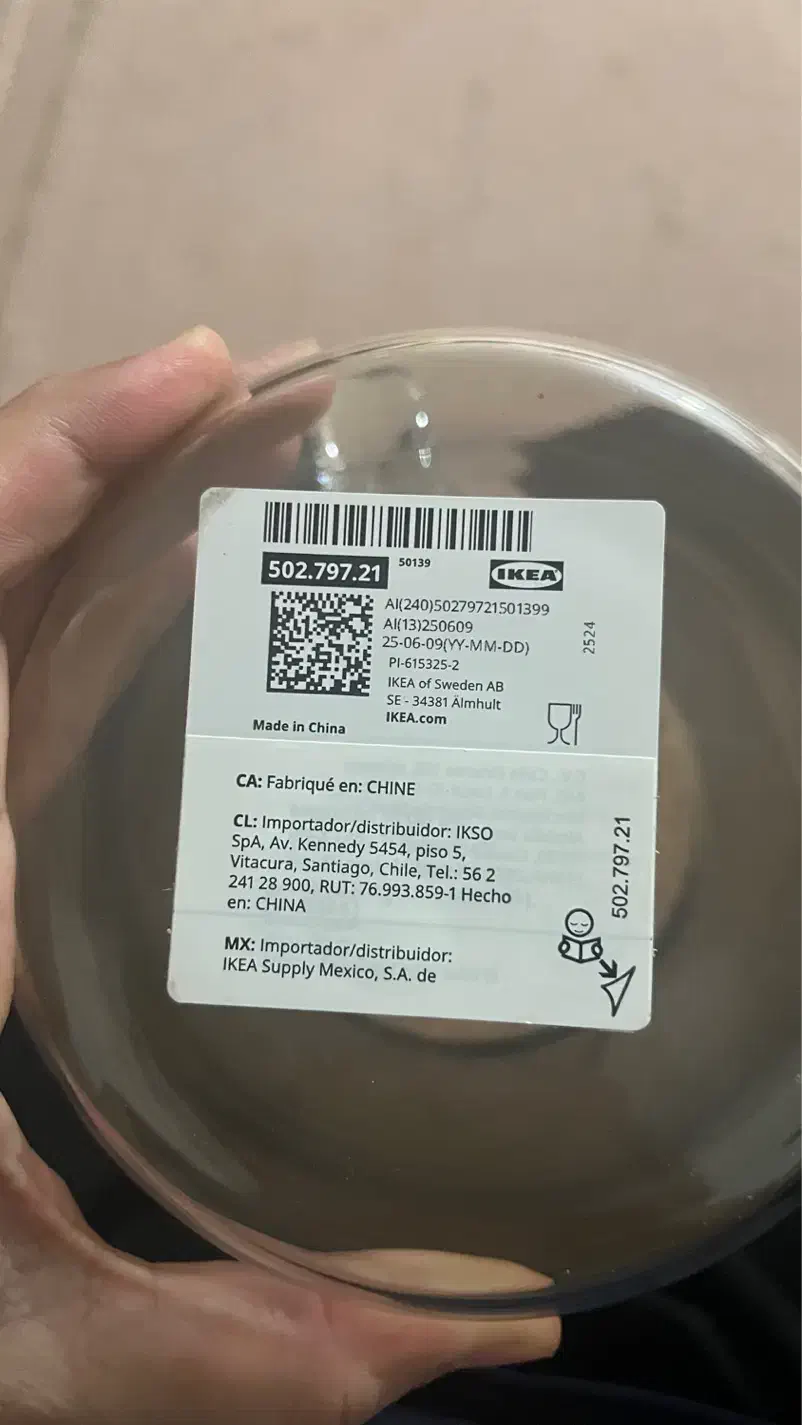 502.797.21
50139
IKEA
AI(240)50279721501399
AI(13)250609
25-06-09(YY-MM-DD)
PI-615325-2
IKEA of Sweden AB
SE - 34381 Älmhult
IKEA.com
2524
Made in China
CA: Fabriqué en: CHINE
CL: Importador/distribuidor: IKSO
SpA, Av. Kennedy 5454, piso 5,
Vitacura, Santiago, Chile, Tel.: 56 2
241 28 900, RUT: 76.993.859-1 Hecho
en: CHINA
MX: Importador/distribuidor:
IKEA Supply Mexico, S.A. de
502.797.21